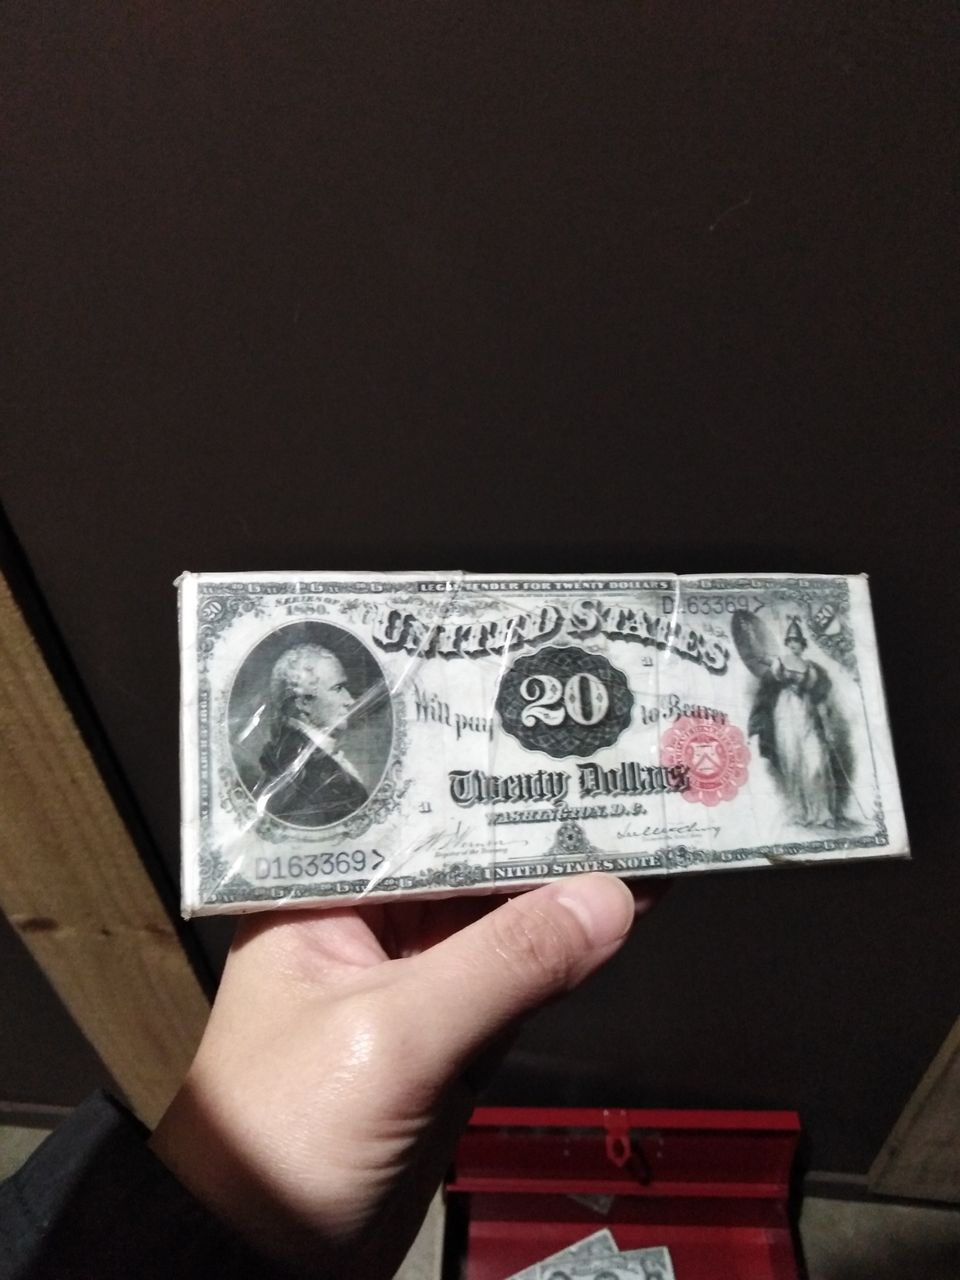 LEGAL TENDER FOR TWENTY DOLLARS
20
SERIES OF
1880.
D163369
UNITED STATES
Will pay
20
to Bearer
Twenty Dollars
WASHINGTON, D.C.
D163369
UNITED STATES NOTE